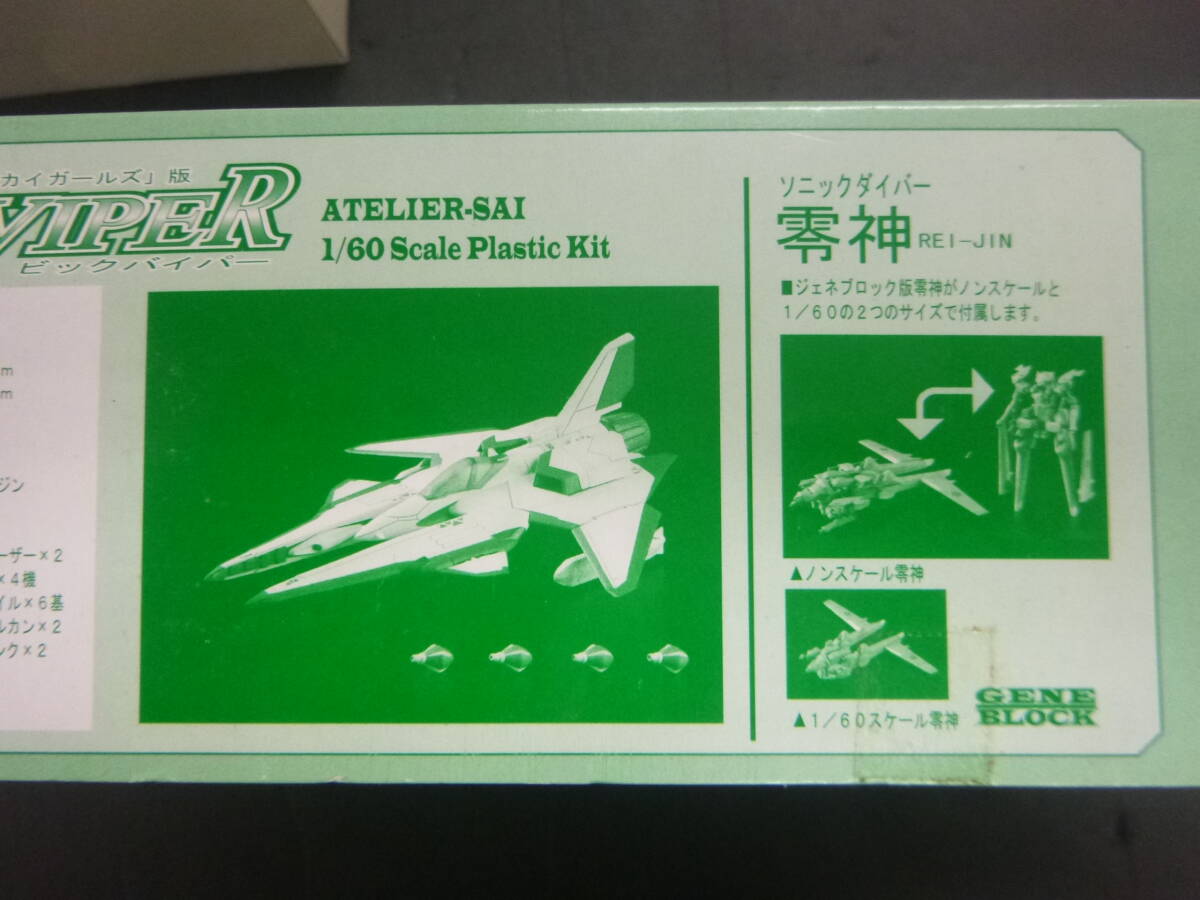 カイガールズ」版
VIPER
ビックバイパー
ATELIER-SAI
1/60 Scale Plastic Kit
m
m
ジン
ーザー×2
×4機
イル×6基
ルカン×2
ンク×2
ソニックダイバー
零神 REI-JIN
■ジェネブロック版零神がノンスケールと
1/60の2つのサイズで付属します。
▲ノンスケール零神
▲1/60スケール零神
GENE
BLOCK